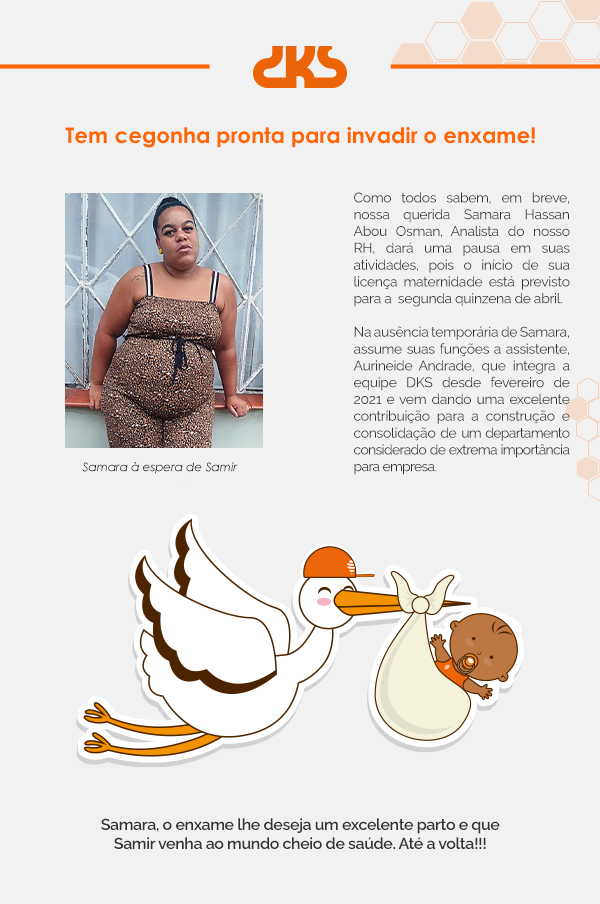 DKS
Tem cegonha pronta para invadir o enxame!
Como todos sabem, em breve,
nossa querida Samara Hassan
Abou Osman, Analista do nosso
RH, dará uma pausa em suas
atividades, pois o início de sua
licença maternidade está previsto
para a segunda quinzena de abril.
Na ausência temporária de Samara,
assume suas funções a assistente,
Aurineide Andrade, que integra a
equipe DKS desde fevereiro de
2021 e vem dando uma excelente
contribuição para a construção e
consolidação de um departamento
considerado de extrema importância
para empresa.
Samara à espera de Samir
Samara, o enxame lhe deseja um excelente parto e que
Samir venha ao mundo cheio de saúde. Até a volta!!!